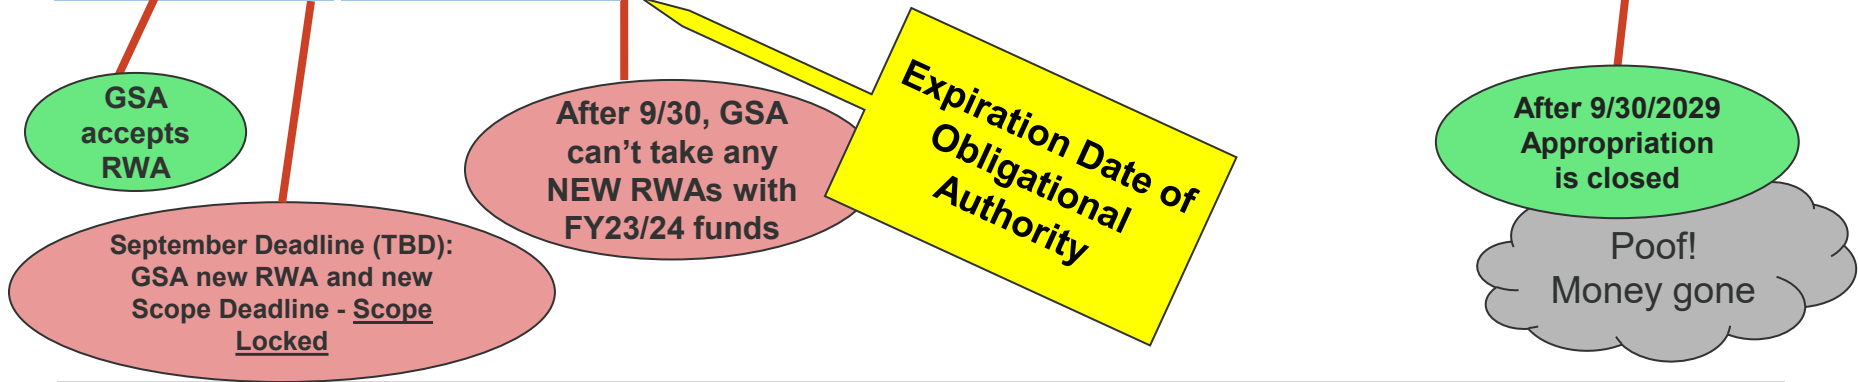 GSA
accepts
RWA
September Deadline (TBD):
GSA new RWA and new
Scope Deadline - Scope
Locked
After 9/30, GSA
can’t take any
NEW RWAs with
FY23/24 funds
Expiration Date of
Obligational
Authority
After 9/30/2029
Appropriation
is closed
Poof!
Money gone